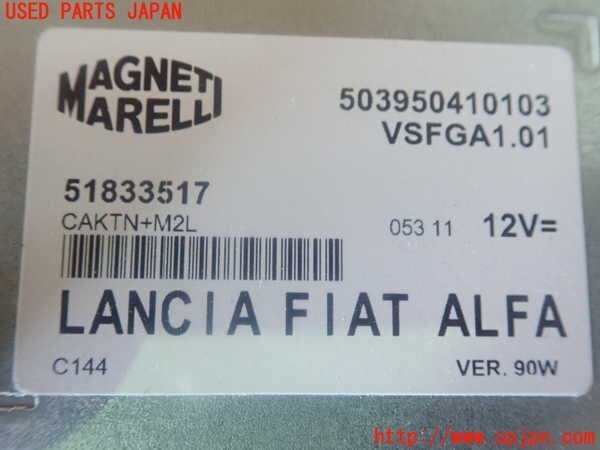 USED PARTS JAPAN
MAGNETI
MARELLI
503950410103
VSFGA1.01
51833517
CAKTN+M2L
053 11 12V=
LANCIA FIAT ALFA
C144
VER. 90W
http://www.upjpn.com